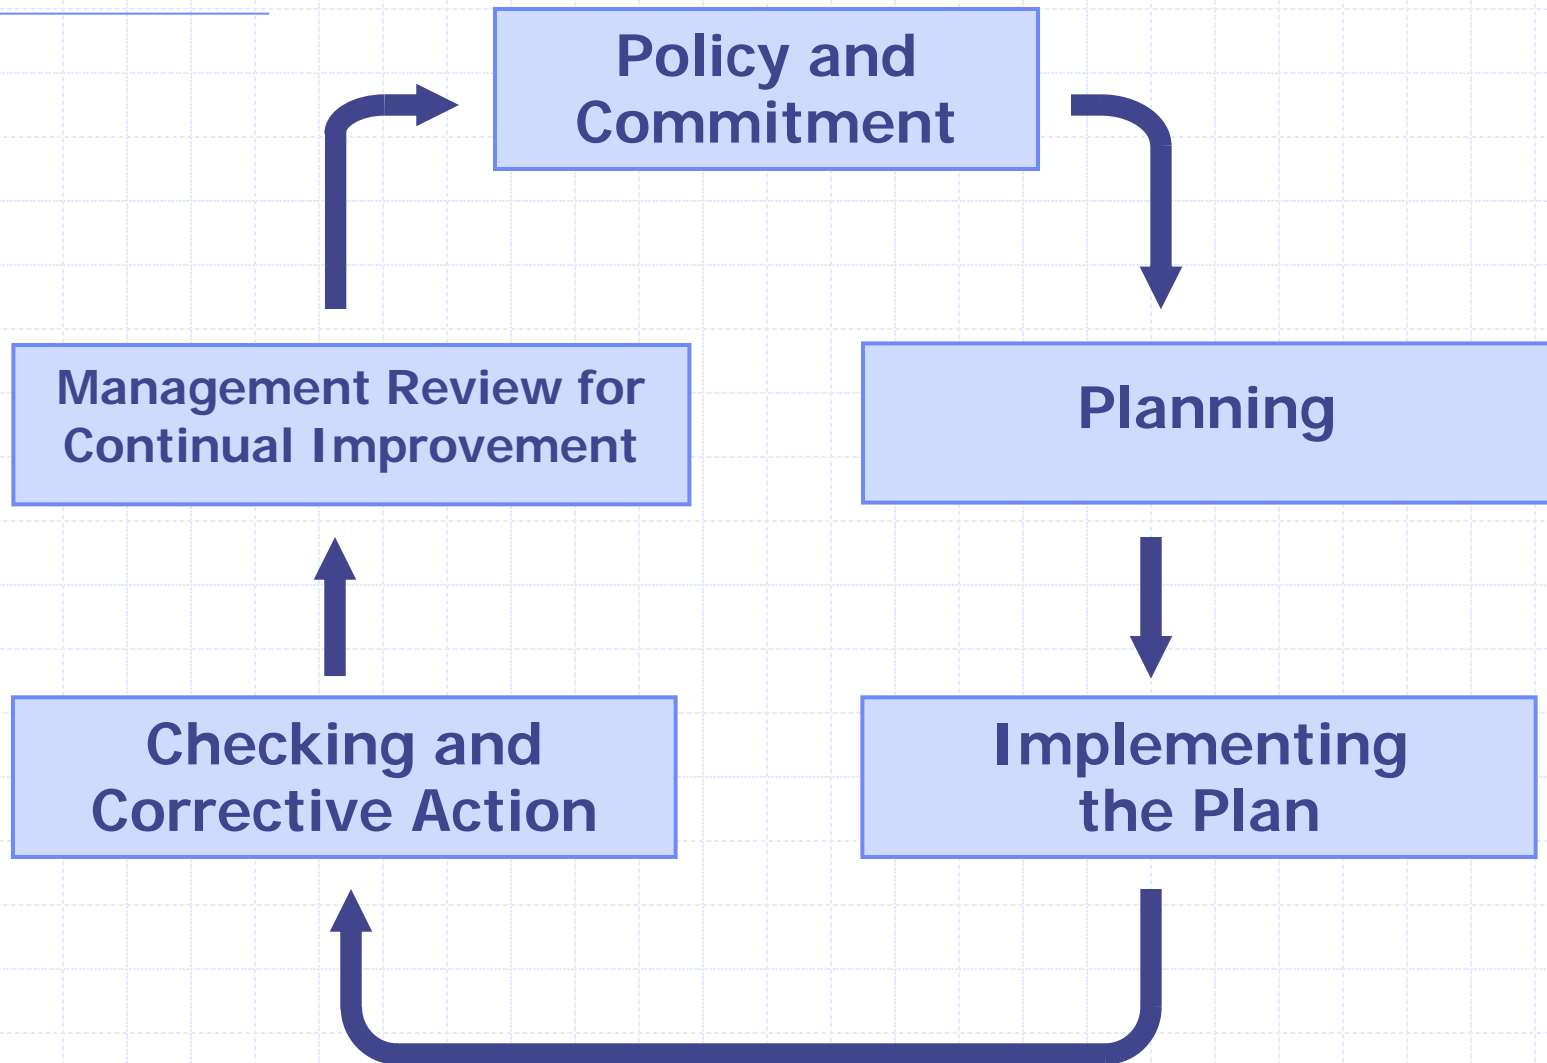 Policy and
Commitment
Management Review for
Continual Improvement
Planning
Checking and
Corrective Action
Implementing
the Plan